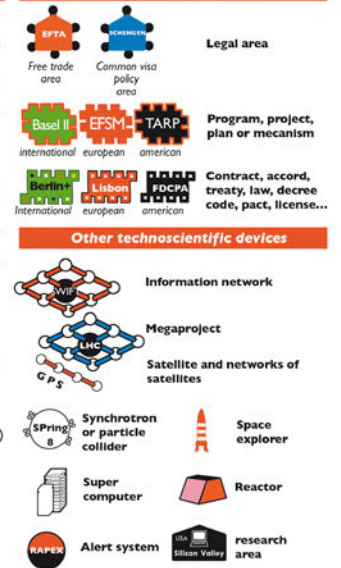 EFTA
SCHENGEN
Legal area
Free trade
area
Common visa
policy
area
Basel II
EFSM
TARP
Program, project,
plan or mecanism
international
european
american
Berlin+
Lisbon
FDCPA
Contract, accord,
treaty, law, decree
code, pact, license...
International
european
american
Other technoscientific devices
SWIFT
Information network
Megaproject
LHC
GPS
Satellite and networks of
satellites
SPring
8
Synchrotron
or particle
collider
Space
explorer
Super
computer
Reactor
RAPEX
Alert system
USA
Silicon Valley
research
area